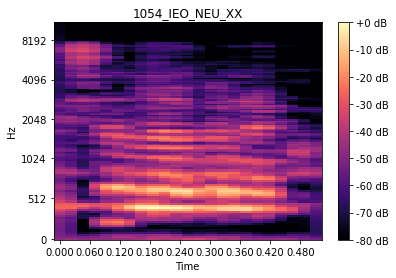 1054_IEO_NEU_XX
+0 dB
8192
-10 dB
4096
-20 dB
-30 dB
2048
Hz
-40 dB
1024
-50 dB
-60 dB
512
-70 dB
0
-80 dB
0.000 0.060 0.120 0.180 0.240 0.300 0.360 0.420 0.480
Time